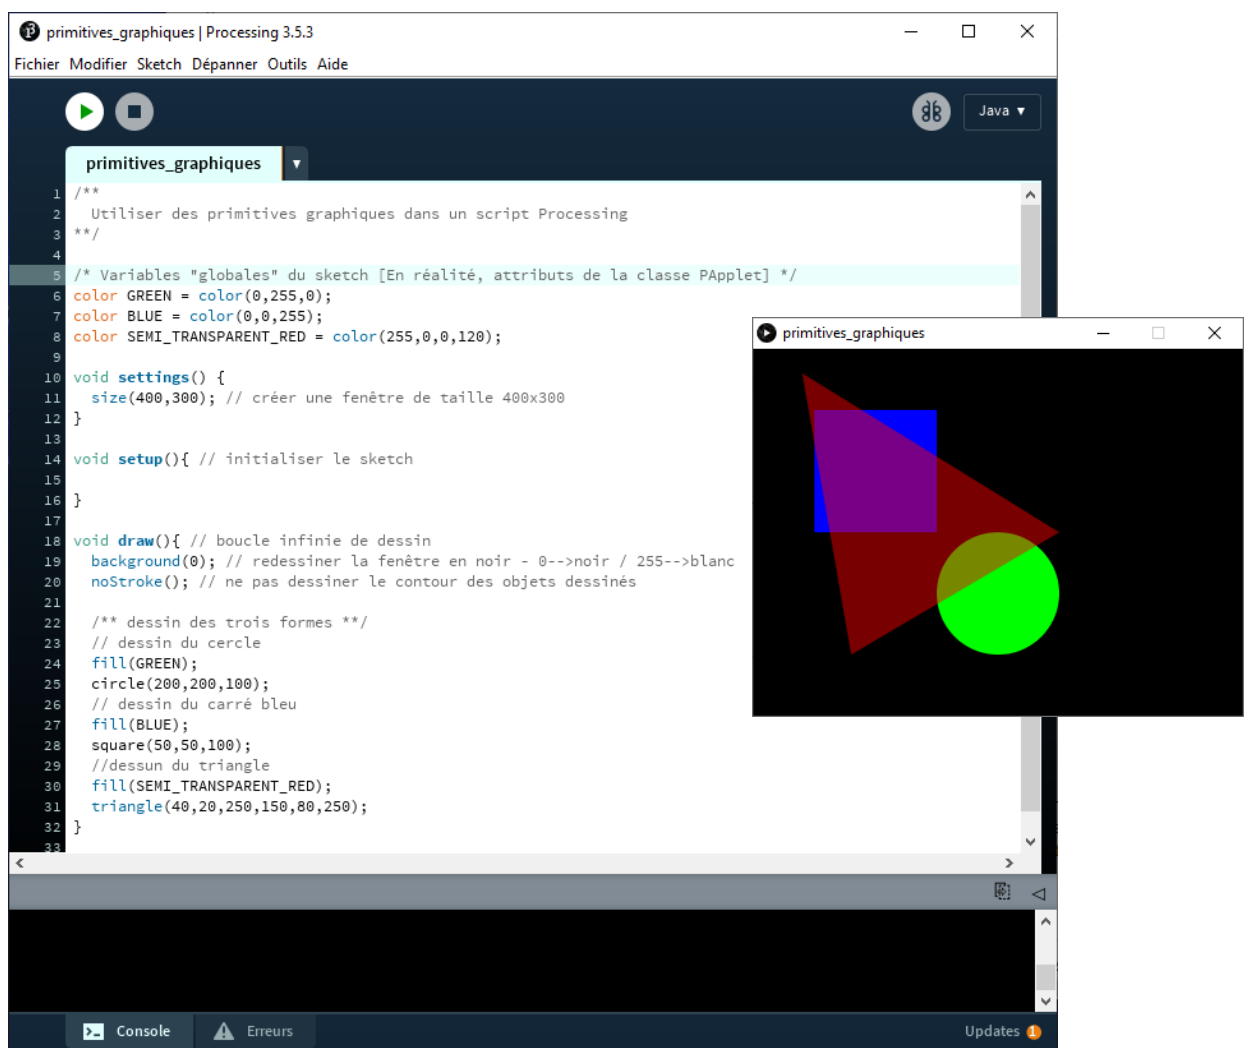 primitives_graphiques | Processing 3.5.3
Fichier Modifier Sketch Dépanner Outils Aide
Java ▼
primitives_graphiques ▼
1 /**
2   Utiliser des primitives graphiques dans un script Processing
3 **/
4
5 /* Variables "globales" du sketch [En réalité, attributs de la classe PApplet] */
6 color GREEN = color(0,255,0);
7 color BLUE = color(0,0,255);
8 color SEMI_TRANSPARENT_RED = color(255,0,0,120);
9
10 void settings() {
11   size(400,300); // créer une fenêtre de taille 400x300
12 }
13
14 void setup(){ // initialiser le sketch
15
16 }
17
18 void draw(){ // boucle infinie de dessin
19   background(0); // redessiner la fenêtre en noir - 0-->noir / 255-->blanc
20   noStroke(); // ne pas dessiner le contour des objets dessinés
21
22   /** dessin des trois formes **/
23   // dessin du cercle
24   fill(GREEN);
25   circle(200,200,100);
26   // dessin du carré bleu
27   fill(BLUE);
28   square(50,50,100);
29   //dessun du triangle
30   fill(SEMI_TRANSPARENT_RED);
31   triangle(40,20,250,150,80,250);
32 }
33
primitives_graphiques
Console Erreurs Updates 1